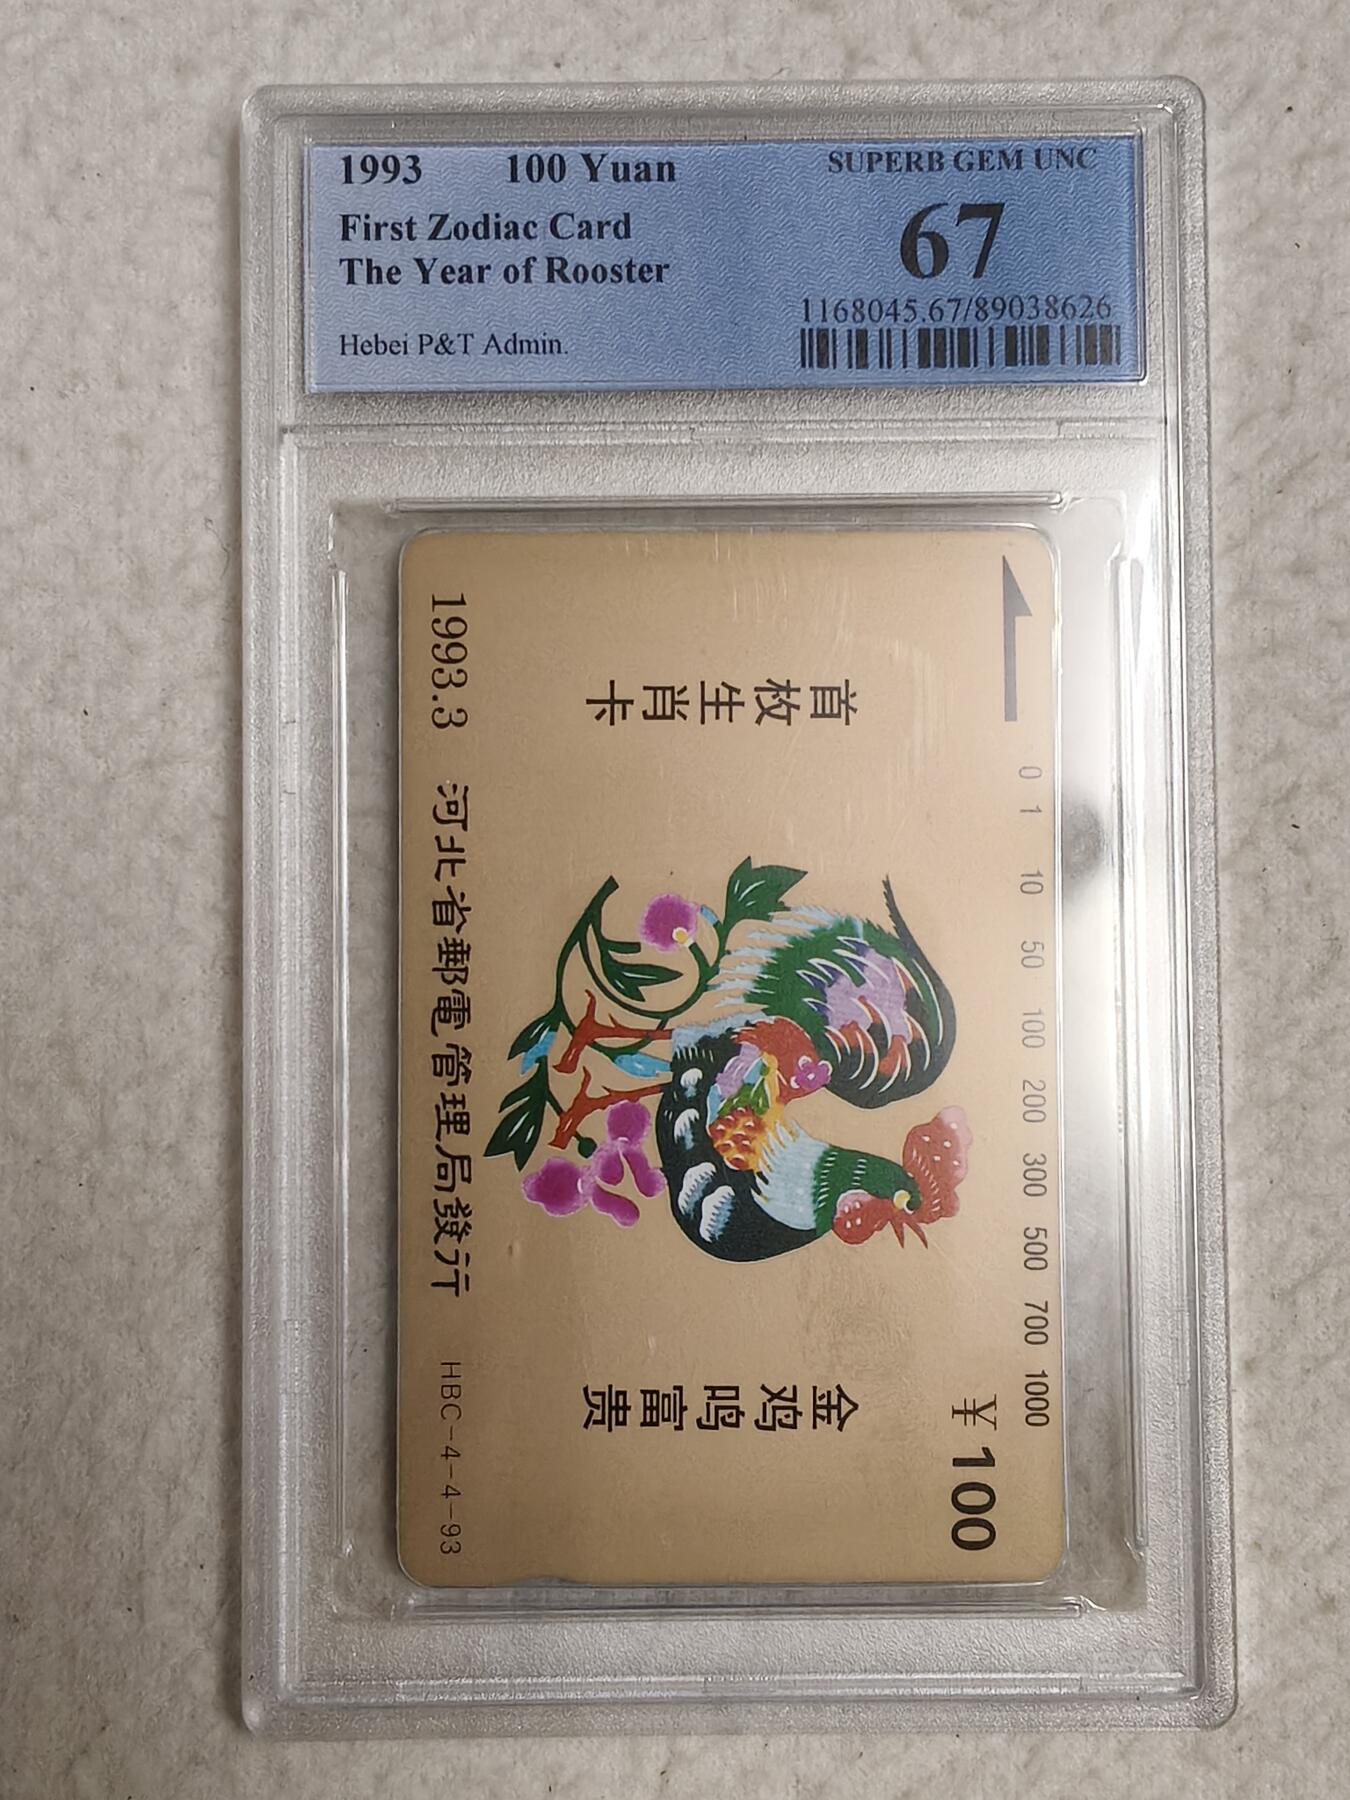 1993 100 Yuan
First Zodiac Card
The Year of Rooster
Hebei P&T Admin.
SUPERB GEM UNC
67
1168045.67/89038626
0 1 10 50 100 200 300 500 700 1000
¥100
首枚生肖卡
金鸡鸣富贵
1993.3 河北省郵電管理局發行 HBC-4-4-93